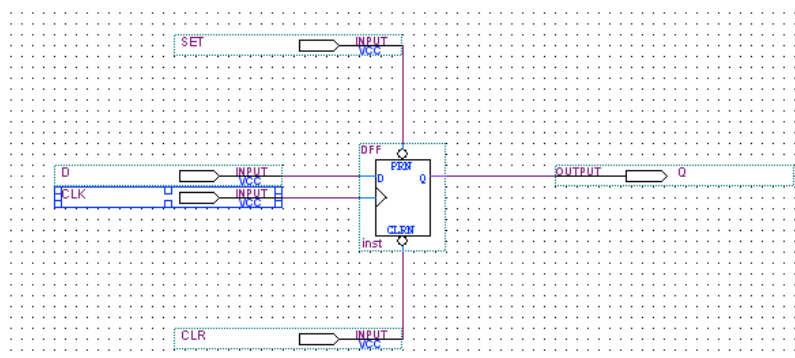 SET
INPUT
VCC
DFF
PRN
D
INPUT
VCC
D
Q
OUTPUT
Q
CLK
INPUT
VCC
CLRN
inst
CLR
INPUT
VCC